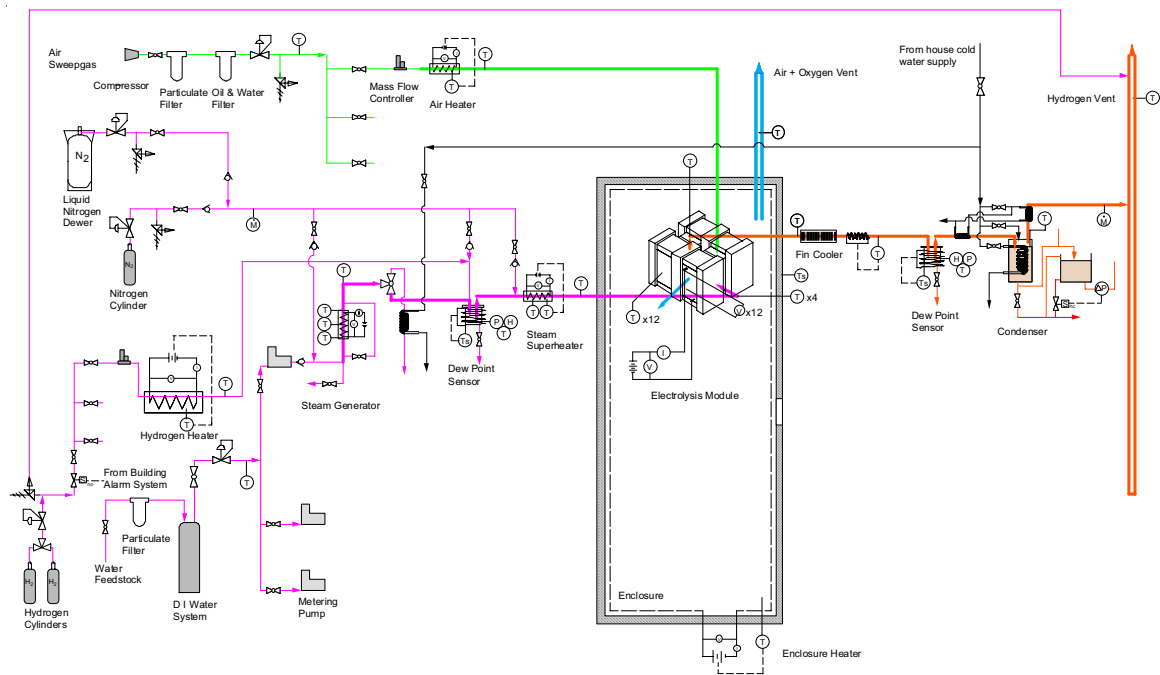 Air
Sweepgas
Compressor
Particulate
Filter
Oil & Water
Filter
T
Mass Flow
Controller
V
I
T
Air Heater
T
From house cold
water supply
Air + Oxygen Vent
T
Hydrogen Vent
T
N2
Liquid
Nitrogen
Dewer
N2
Nitrogen
Cylinder
M
T
T
T
T
V
Steam Generator
Ts
P
H
T
Dew Point
Sensor
T
T
Steam
Superheater
T
T
T
x12
V
x12
T
x4
Ts
I
V
Electrolysis Module
T
Fin Cooler
T
Ts
H
P
T
Dew Point
Sensor
T
M
Condenser
ΔP
NC
V
T
T
Hydrogen Heater
From Building
Alarm System
NC
T
Particulate
Filter
Water
Feedstock
H2
H2
Hydrogen
Cylinders
D I Water
System
Metering
Pump
Enclosure
V
T
Enclosure Heater